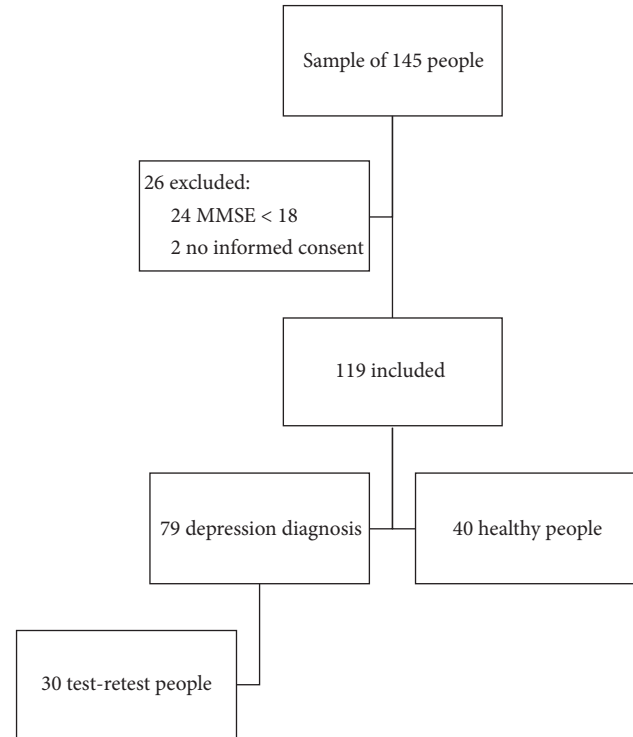 Sample of 145 people
26 excluded:
24 MMSE < 18
2 no informed consent
119 included
79 depression diagnosis
40 healthy people
30 test-retest people